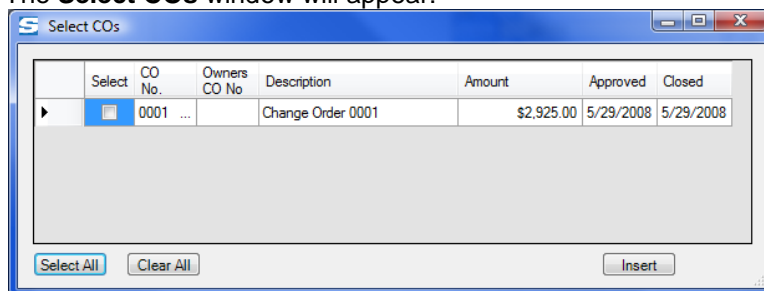 The Select COs window will appear.
Select COs
Select CO No. Owners CO No Description Amount Approved Closed
0001 ... Change Order 0001 $2,925.00 5/29/2008 5/29/2008
Select All Clear All Insert